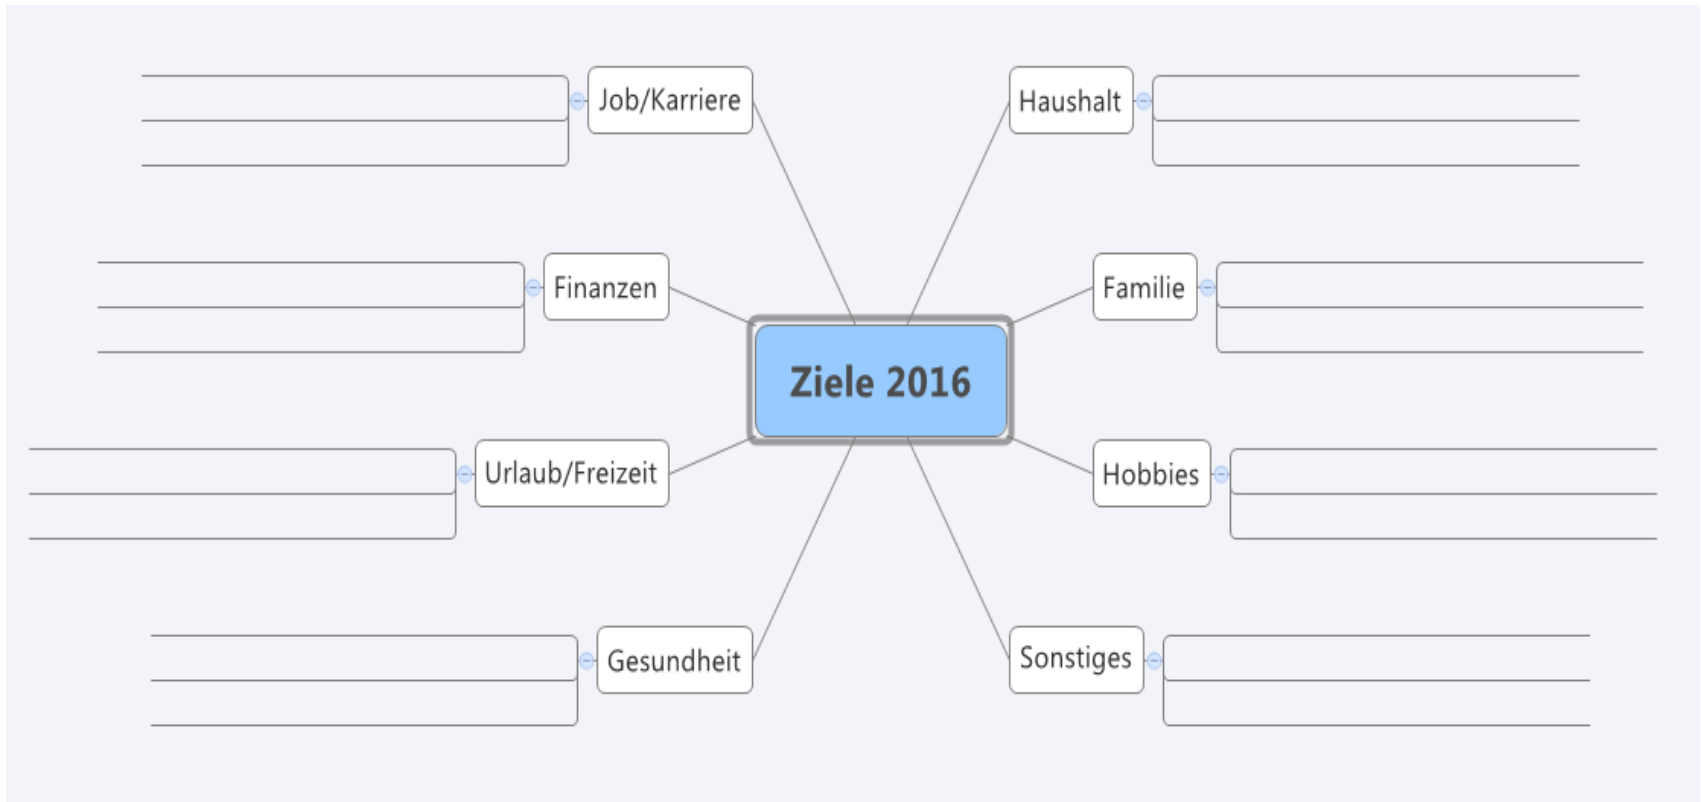 Job/Karriere
Haushalt
Finanzen
Familie
Ziele 2016
Urlaub/Freizeit
Hobbies
Gesundheit
Sonstiges